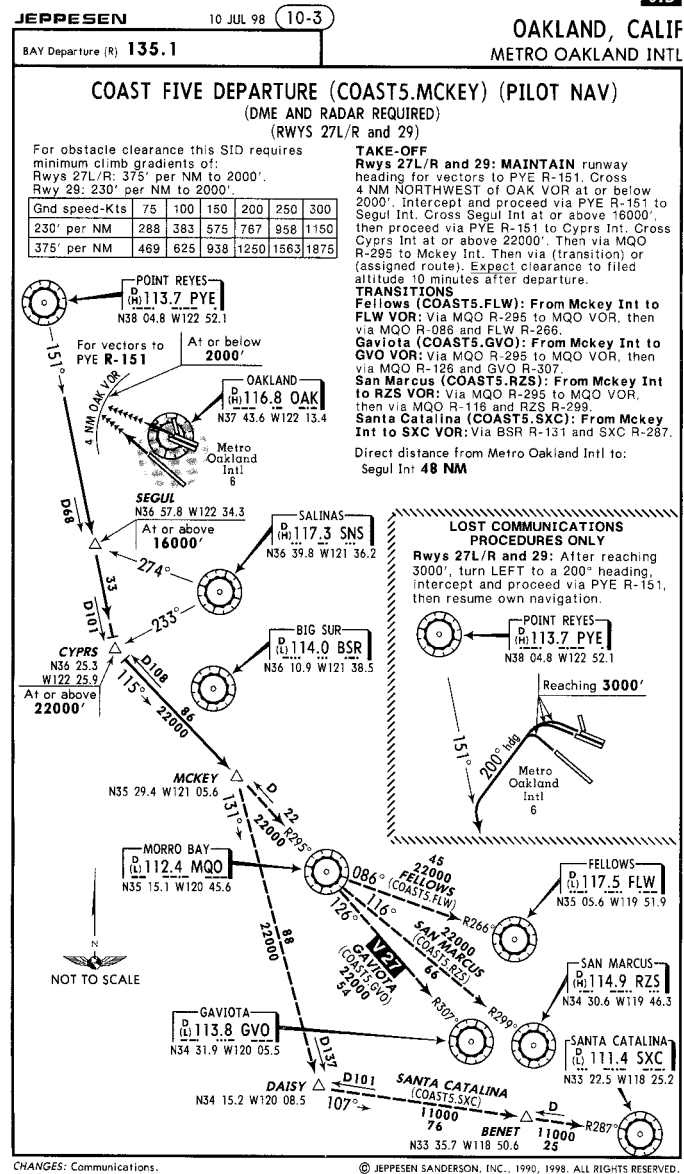 JEPPESEN
10 JUL 98
10-3
OAKLAND, CALIF
BAY Departure (R) 135.1
METRO OAKLAND INTL
COAST FIVE DEPARTURE (COAST5.MCKEY) (PILOT NAV)
(DME AND RADAR REQUIRED)
(RWYS 27L/R and 29)
For obstacle clearance this SID requires
minimum climb gradients of:
Rwys 27L/R: 375' per NM to 2000'.
Rwy 29: 230' per NM to 2000'.
Gnd speed-Kts 75 100 150 200 250 300
230' per NM 288 383 575 767 958 1150
375' per NM 469 625 938 1250 1563 1875
TAKE-OFF
Rwys 27L/R and 29: MAINTAIN runway
heading for vectors to PYE R-151. Cross
4 NM NORTHWEST of OAK VOR at or below
2000'. Intercept and proceed via PYE R-151 to
Segul Int. Cross Segul Int at or above 16000',
then proceed via PYE R-151 to Cyprs Int. Cross
Cyprs Int at or above 22000'. Then via MQO
R-295 to Mckey Int. Then via (transition) or
(assigned route). Expect clearance to filed
altitude 10 minutes after departure.
TRANSITIONS
Fellows (COAST5.FLW): From Mckey Int to
FLW VOR: Via MQO R-295 to MQO VOR, then
via MQO R-086 and FLW R-266.
Gaviota (COAST5.GVO): From Mckey Int to
GVO VOR: Via MQO R-295 to MQO VOR, then
via MQO R-126 and GVO R-307.
San Marcus (COAST5.RZS): From Mckey Int
to RZS VOR: Via MQO R-295 to MQO VOR,
then via MQO R-116 and RZS R-299.
Santa Catalina (COAST5.SXC): From Mckey
Int to SXC VOR: Via BSR R-131 and SXC R-287.
Direct distance from Metro Oakland Intl to:
Segul Int 48 NM
POINT REYES
D
(H) 113.7 PYE
N38 04.8 W122 52.1
151°
For vectors to
PYE R-151
At or below
2000'
4 NM OAK VOR
OAKLAND
D
(H) 116.8 OAK
N37 43.6 W122 13.4
Metro
Oakland
Intl
6
D68
SEGUL
N36 57.8 W122 34.3
At or above
16000'
SALINAS
D
(H) 117.3 SNS
N36 39.8 W121 36.2
274°
233°
33
D101
CYPRS
N36 25.3
W122 25.9
At or above
22000'
BIG SUR
D
(L) 114.0 BSR
N36 10.9 W121 38.5
D108
115°
86
22000
MCKEY
N35 29.4 W121 05.6
131°
D
22
22000
R295°
LOST COMMUNICATIONS
PROCEDURES ONLY
Rwys 27L/R and 29: After reaching
3000', turn LEFT to a 200° heading,
intercept and proceed via PYE R-151,
then resume own navigation.
POINT REYES
D
(H) 113.7 PYE
N38 04.8 W122 52.1
Reaching 3000'
151°
200° hdg
Metro
Oakland
Intl
6
MORRO BAY
D
(L) 112.4 MQO
N35 15.1 W120 45.6
086°
45
22000
FELLOWS
(COAST5.FLW)
R266°
FELLOWS
D
(L) 117.5 FLW
N35 05.6 W119 51.9
116°
22000
SAN MARCUS
(COAST5.RZS)
66
R299°
126°
V-27
GAVIOTA
(COAST5.GVO)
22000
54
R307°
88
22000
N
NOT TO SCALE
SAN MARCUS
D
(H) 114.9 RZS
N34 30.6 W119 46.3
GAVIOTA
D
(L) 113.8 GVO
N34 31.9 W120 05.5
SANTA CATALINA
D
(L) 111.4 SXC
N33 22.5 W118 25.2
D137
DAISY
N34 15.2 W120 08.5
D101
107°
SANTA CATALINA
(COAST5.SXC)
11000
76
BENET
N33 35.7 W118 50.6
D
R287°
11000
25
CHANGES: Communications.
© JEPPESEN SANDERSON, INC., 1990, 1998. ALL RIGHTS RESERVED.